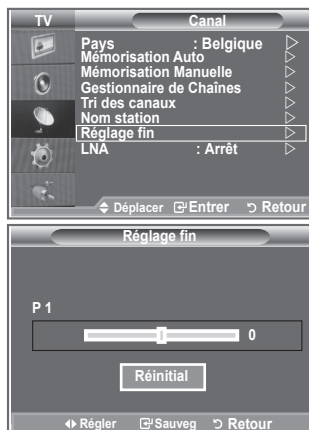 TV Canal
Pays : Belgique
Mémorisation Auto
Mémorisation Manuelle
Gestionnaire de Chaînes
Tri des canaux
Nom station
Réglage fin
LNA : Arrêt
Déplacer Entrer Retour
Réglage fin
P 1
0
Réinitial
Régler Sauveg Retour